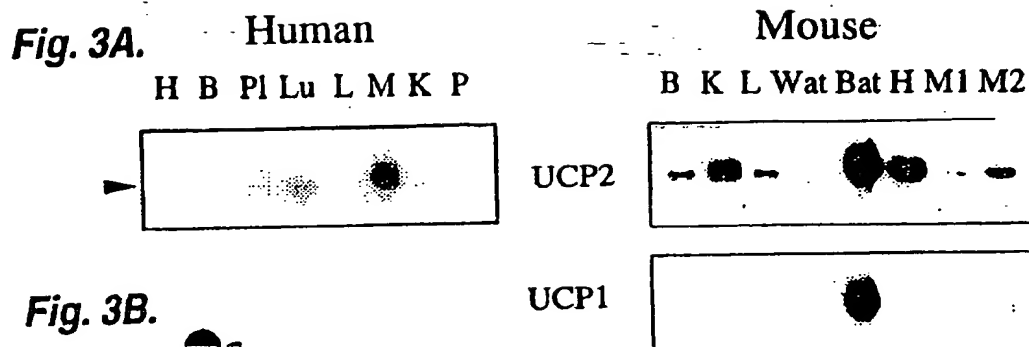 Fig. 3A.
Human
H B Pl Lu L M K P
Mouse
B K L Wat Bat H M1 M2
UCP2
UCP1
Fig. 3B.